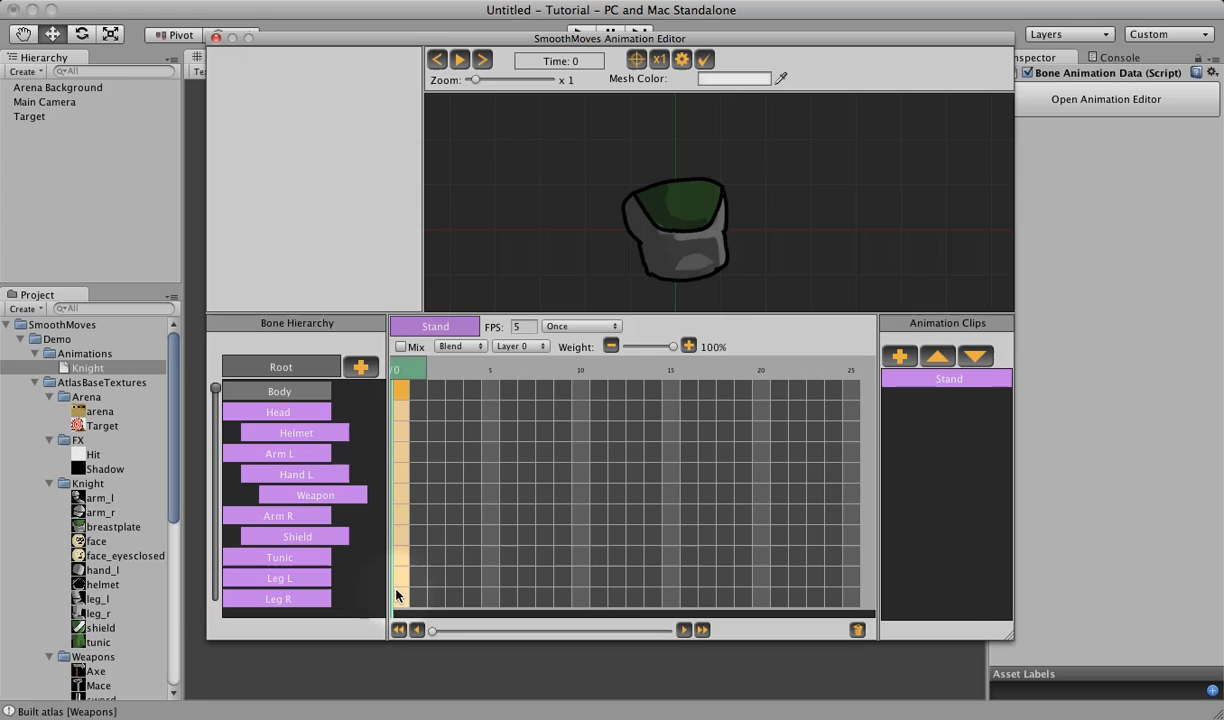 Untitled - Tutorial - PC and Mac Standalone
Pivot
Layers
Custom
Hierarchy
Create
All
Arena Background
Main Camera
Target
SmoothMoves Animation Editor
Time: 0
Zoom:
x 1
x1
Mesh Color:
Console
Bone Animation Data (Script)
Open Animation Editor
Project
Create
All
SmoothMoves
Demo
Animations
Knight
AtlasBaseTextures
Arena
arena
Target
FX
Hit
Shadow
Knight
arm_l
arm_r
breastplate
face
face_eyesclosed
hand_l
helmet
leg_l
leg_r
shield
tunic
Weapons
Axe
Mace
Bone Hierarchy
Root
Body
Head
Helmet
Arm L
Hand L
Weapon
Arm R
Shield
Tunic
Leg L
Leg R
Stand
FPS: 5
Once
Mix
Blend
Layer 0
Weight:
100%
0 5 10 15 20 25
Animation Clips
Stand
Asset Labels
Built atlas [Weapons]